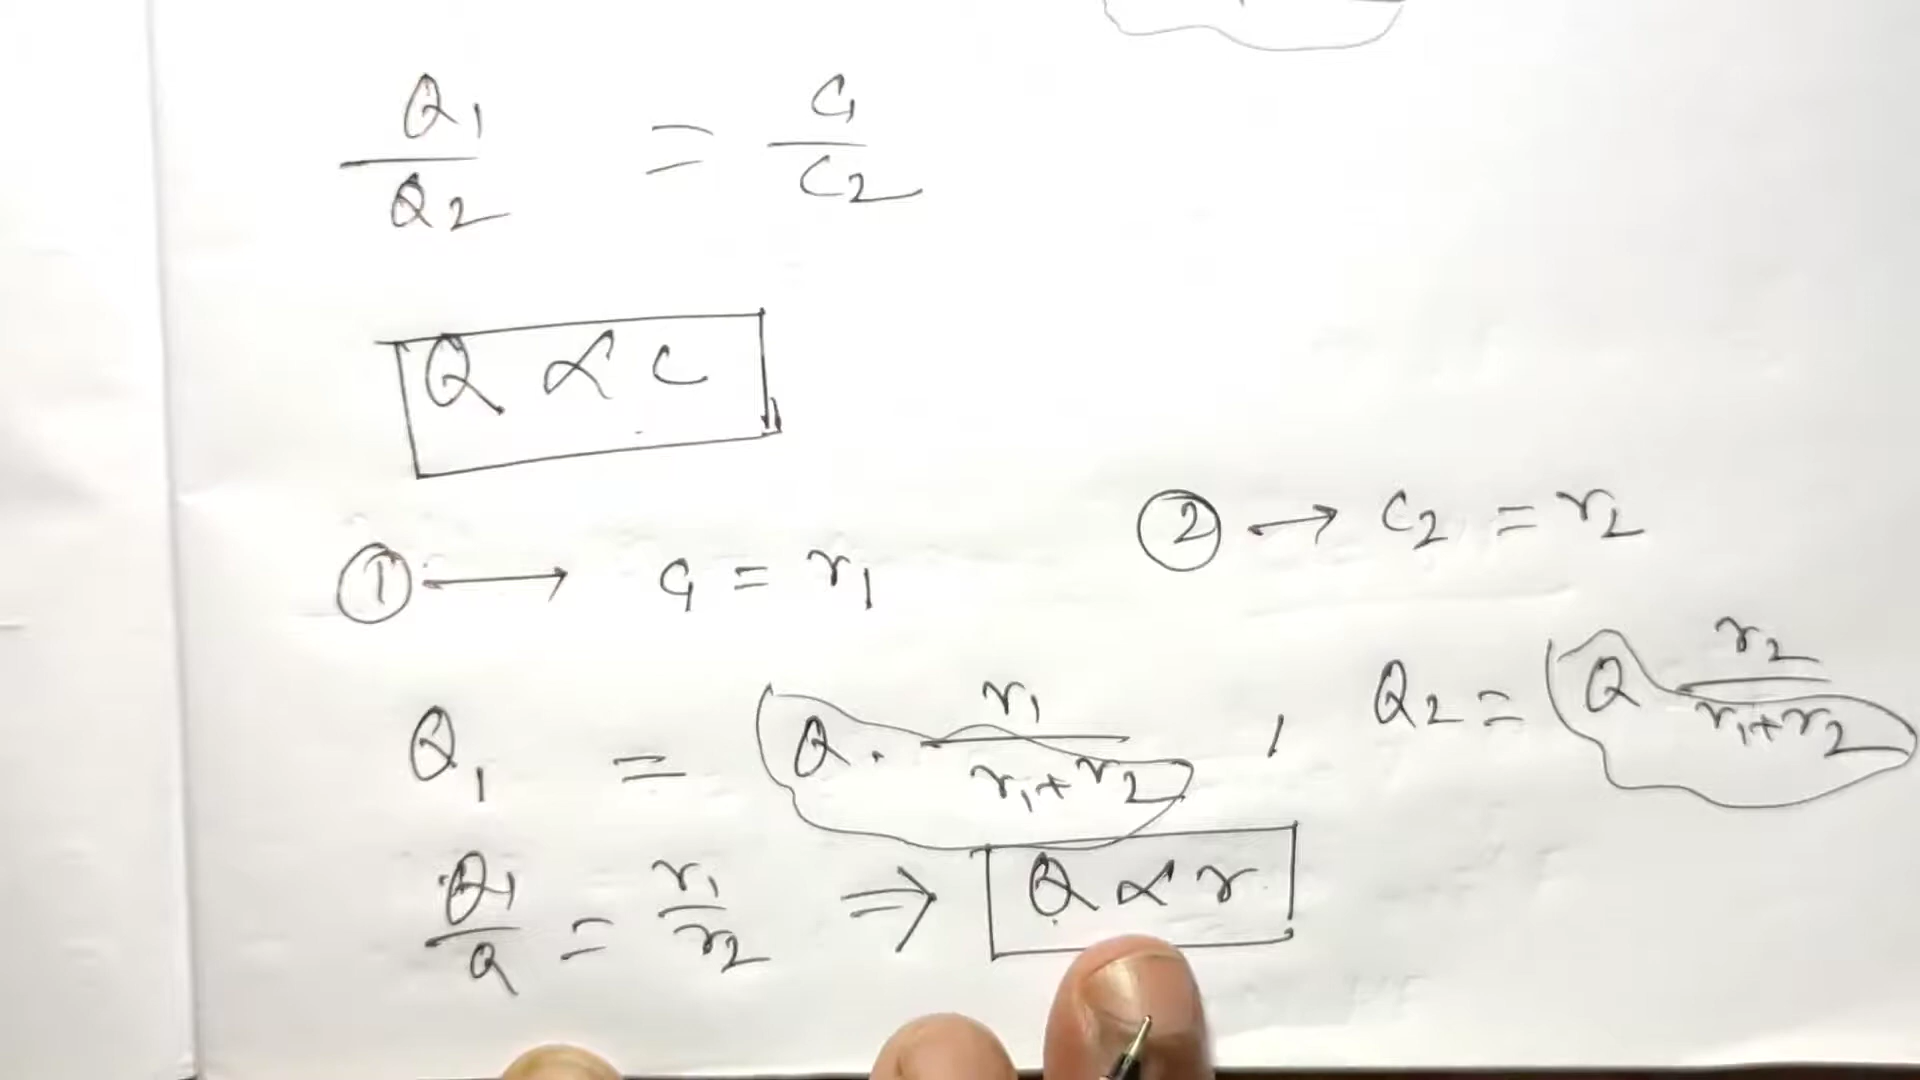 Q1/Q2 = C1/C2
Q ∝ C
① → C1 = r1
② → C2 = r2
Q1 = Q . r1/(r1+r2) , Q2 = Q r2/(r1+r2)
Q1/Q = r1/r2 ⇒ Q ∝ r